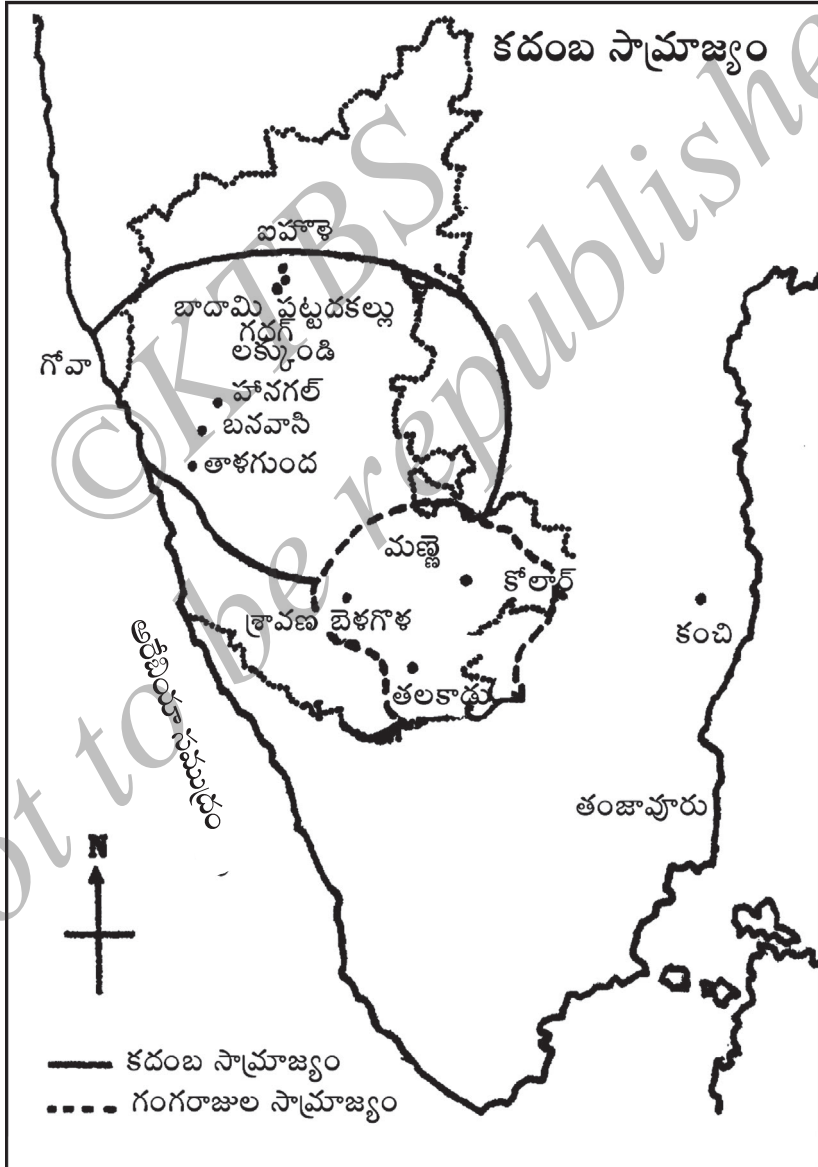 కదంబ సామ్రాజ్యం
ఐహొళె
బాదామి పట్టదకల్లు
గదగ్
లక్కుండి
గోవా
హానగల్
బనవాసి
తాళగుంద
మణ్ణె
కోలార్
శ్రావణ బెళగొళ
కంచి
తలకాడు
అరేబియా సముద్రం
తంజావూరు
N
కదంబ సామ్రాజ్యం
గంగరాజుల సామ్రాజ్యం
©KTBS
not to be republished